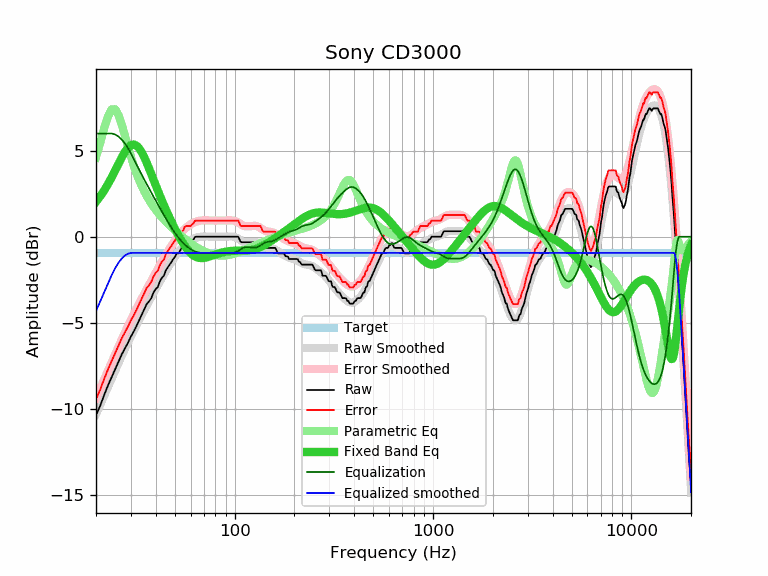 Sony CD3000
Amplitude (dBr)
5
0
−5
−10
−15
Target
Raw Smoothed
Error Smoothed
Raw
Error
Parametric Eq
Fixed Band Eq
Equalization
Equalized smoothed
100
1000
10000
Frequency (Hz)